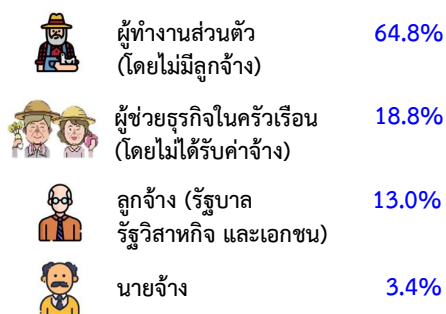 ผู้ทำงานส่วนตัว 64.8%
(โดยไม่มีลูกจ้าง)
ผู้ช่วยธุรกิจในครัวเรือน 18.8%
(โดยไม่ได้รับค่าจ้าง)
ลูกจ้าง (รัฐบาล 13.0%
รัฐวิสาหกิจ และเอกชน)
นายจ้าง 3.4%